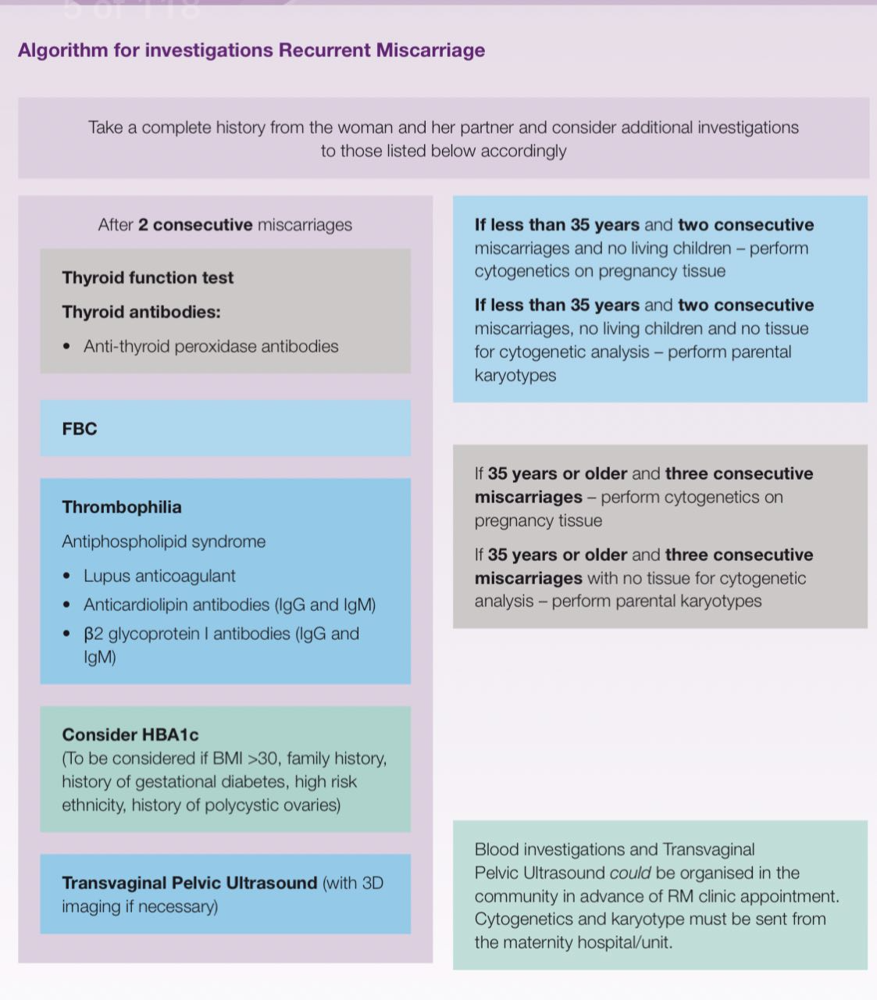 5 of 118
Algorithm for investigations Recurrent Miscarriage
Take a complete history from the woman and her partner and consider additional investigations
to those listed below accordingly
After 2 consecutive miscarriages
Thyroid function test
Thyroid antibodies:
• Anti-thyroid peroxidase antibodies
FBC
Thrombophilia
Antiphospholipid syndrome
• Lupus anticoagulant
• Anticardiolipin antibodies (IgG and IgM)
• β2 glycoprotein I antibodies (IgG and
IgM)
Consider HBA1c
(To be considered if BMI >30, family history,
history of gestational diabetes, high risk
ethnicity, history of polycystic ovaries)
Transvaginal Pelvic Ultrasound (with 3D
imaging if necessary)
If less than 35 years and two consecutive
miscarriages and no living children – perform
cytogenetics on pregnancy tissue
If less than 35 years and two consecutive
miscarriages, no living children and no tissue
for cytogenetic analysis – perform parental
karyotypes
If 35 years or older and three consecutive
miscarriages – perform cytogenetics on
pregnancy tissue
If 35 years or older and three consecutive
miscarriages with no tissue for cytogenetic
analysis – perform parental karyotypes
Blood investigations and Transvaginal
Pelvic Ultrasound could be organised in the
community in advance of RM clinic appointment.
Cytogenetics and karyotype must be sent from
the maternity hospital/unit.